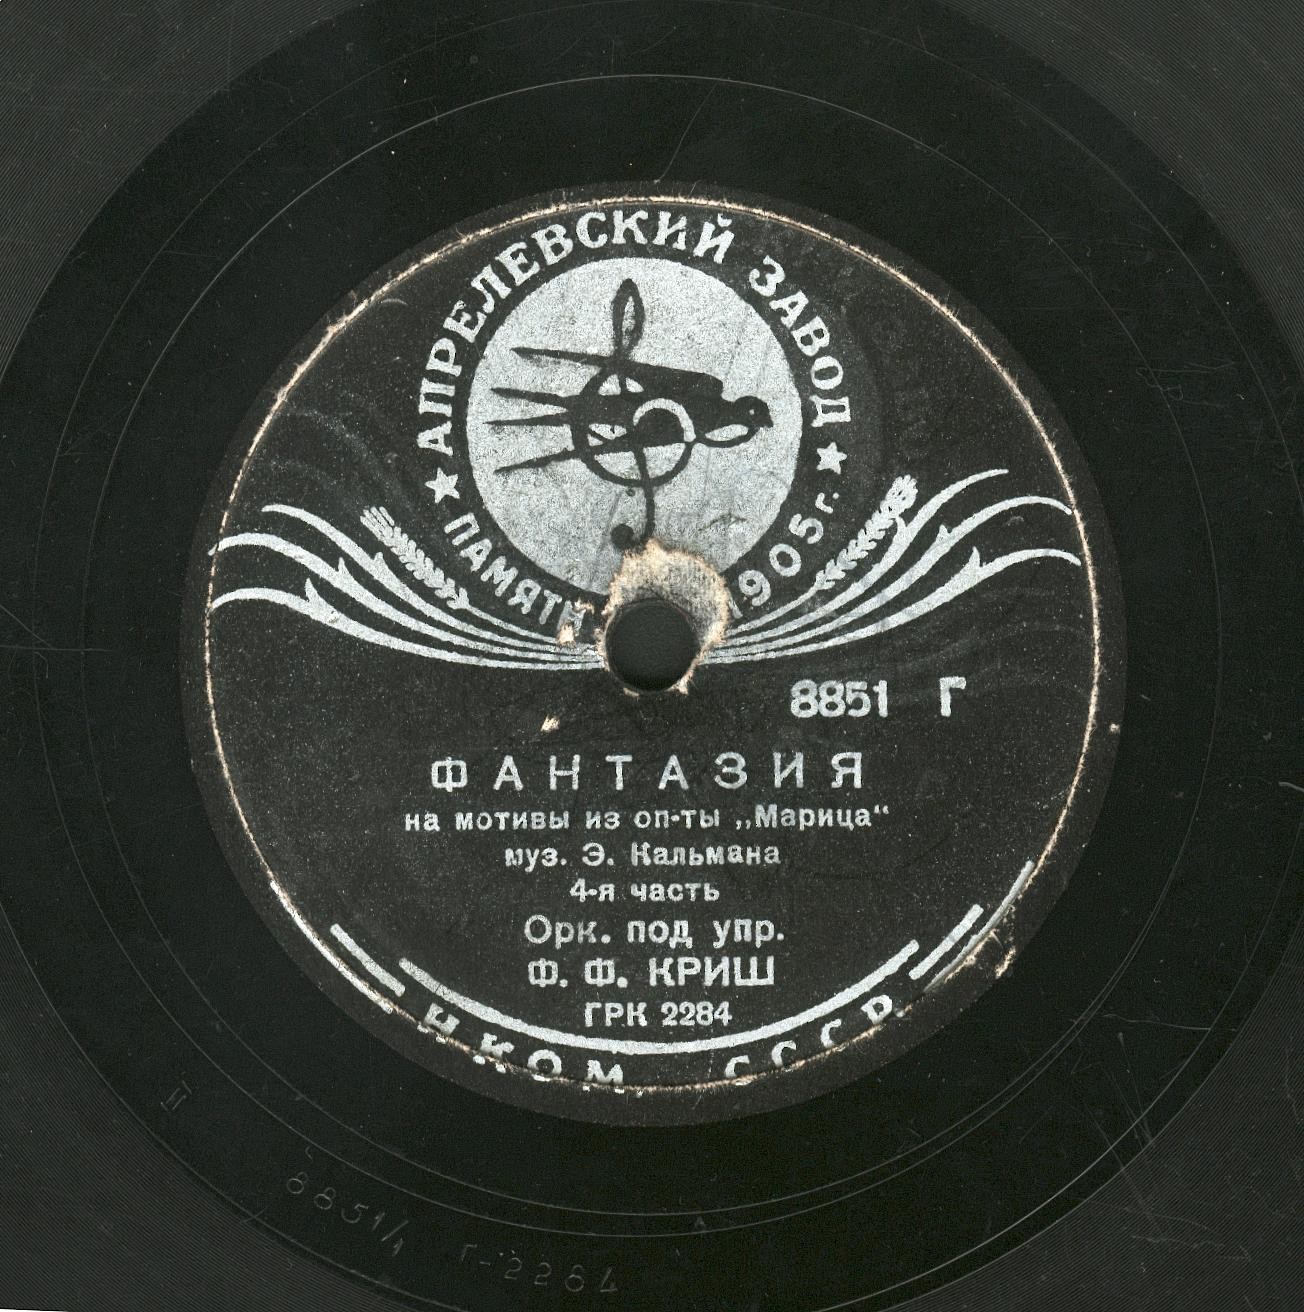 ★ АПРЕЛЕВСКИЙ ЗАВОД ★
ПАМЯТИ 1905 г.
8851 Г
ФАНТАЗИЯ
на мотивы из оп-ты „Марица“
муз. Э. Кальмана
4-я часть
Орк. под упр.
Ф. Ф. КРИШ
ГРК 2284
НКОМ. СССР
II
8851/1
Г-2284